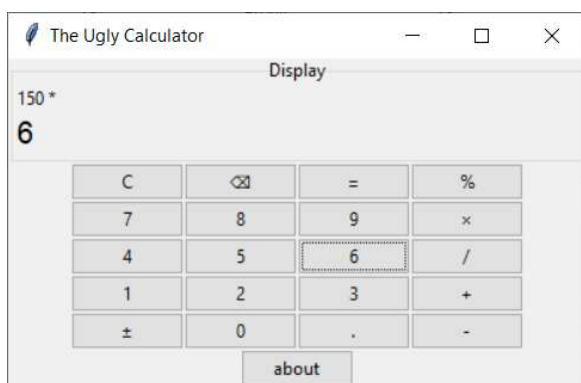 The Ugly Calculator
Display
150 *
6
C ⌫ = %
7 8 9 ×
4 5 6 /
1 2 3 +
± 0 . -
about